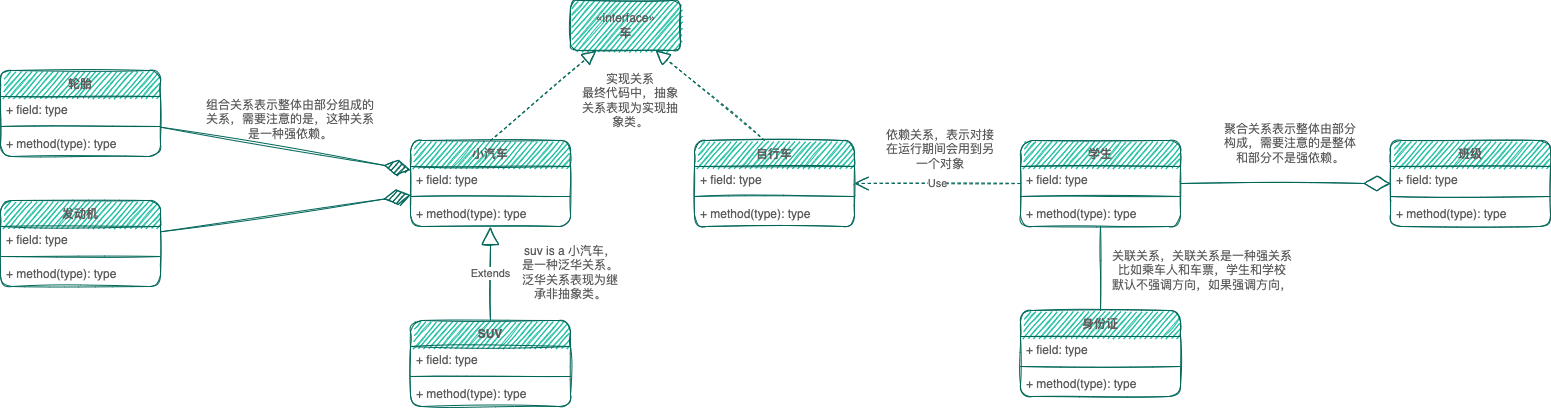 «interface»
车
轮胎
+ field: type
+ method(type): type
组合关系表示整体由部分组成的
关系，需要注意的是，这种关系
是一种强依赖。
实现关系
最终代码中，抽象
关系表现为实现抽
象类。
小汽车
+ field: type
+ method(type): type
自行车
+ field: type
+ method(type): type
依赖关系，表示对接
在运行期间会用到另
一个对象
Use
学生
+ field: type
+ method(type): type
聚合关系表示整体由部分
构成，需要注意的是整体
和部分不是强依赖。
班级
+ field: type
+ method(type): type
发动机
+ field: type
+ method(type): type
Extends
suv is a 小汽车，
是一种泛华关系。
泛华关系表现为继
承非抽象类。
关联关系，关联关系是一种强关系
比如乘车人和车票，学生和学校
默认不强调方向，如果强调方向，
SUV
+ field: type
+ method(type): type
身份证
+ field: type
+ method(type): type